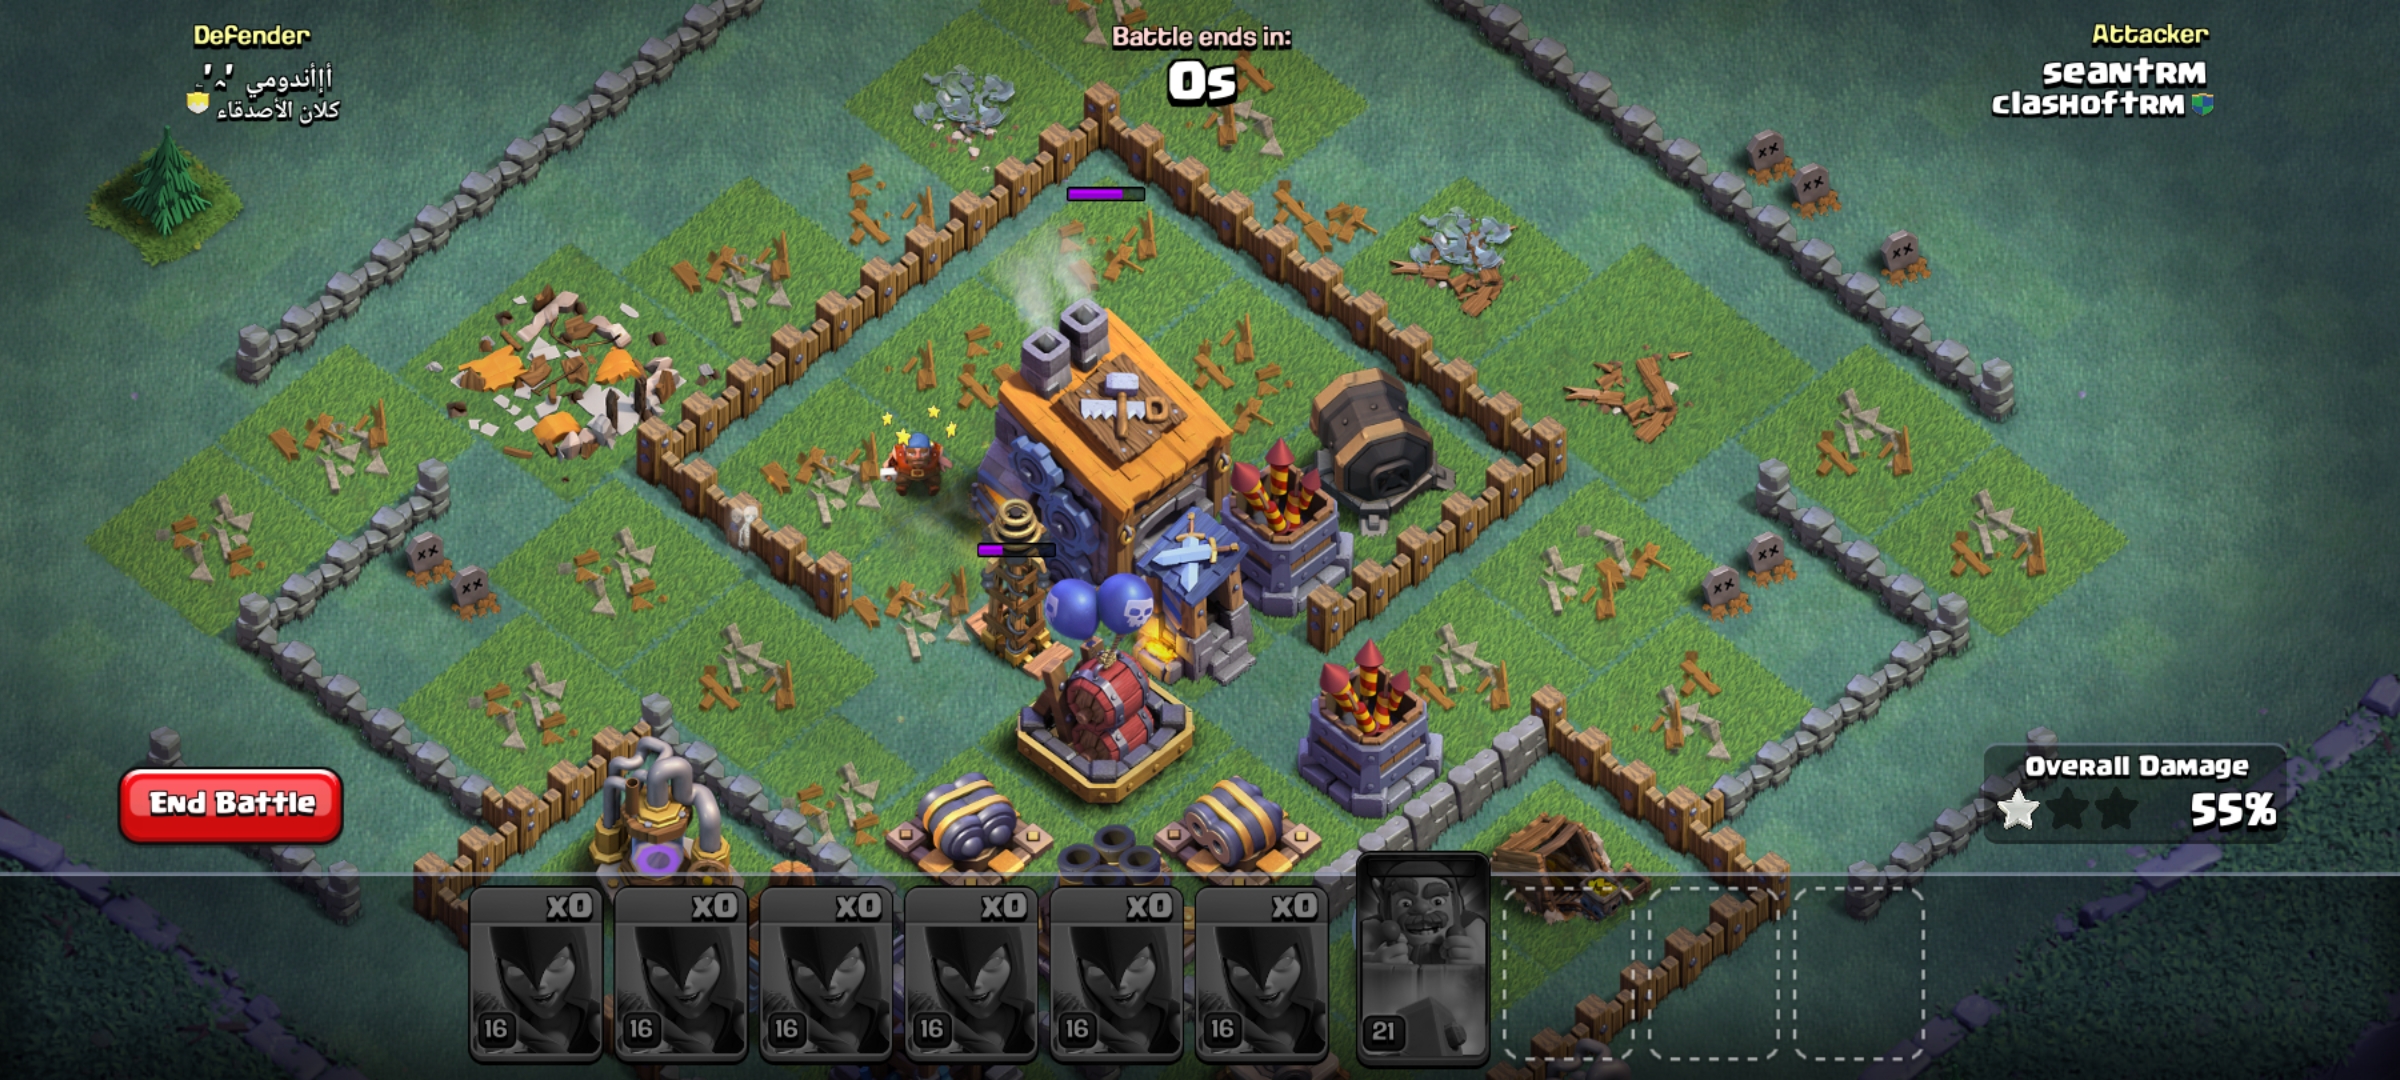 Defender
أإأندومي
كلان الأصدقاء
Battle ends in:
0s
Attacker
seantRM
clashoftRM
End Battle
Overall Damage
55%
x0
x0
x0
x0
x0
x0
16
16
16
16
16
16
21